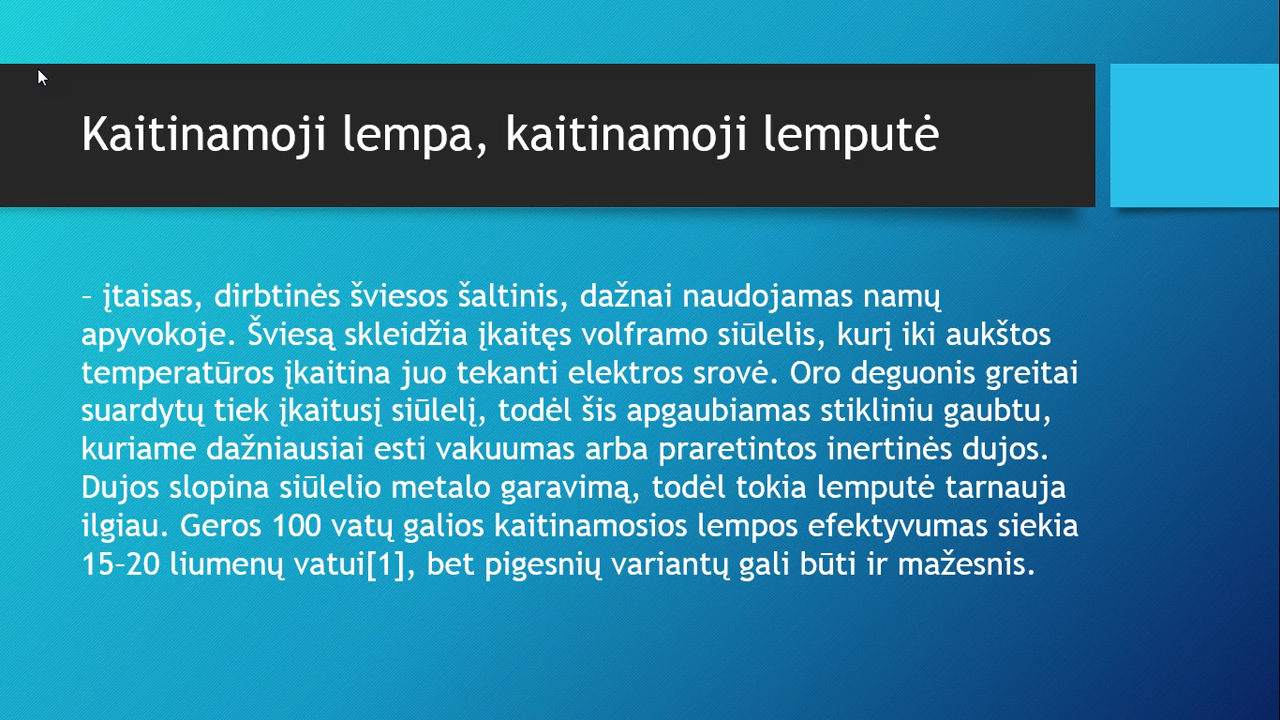 Kaitinamoji lempa, kaitinamoji lemputė
– įtaisas, dirbtinės šviesos šaltinis, dažnai naudojamas namų
apyvokoje. Šviesą skleidžia įkaitęs volframo siūlelis, kurį iki aukštos
temperatūros įkaitina juo tekanti elektros srovė. Oro deguonis greitai
suardytų tiek įkaitusį siūlelį, todėl šis apgaubiamas stikliniu gaubtu,
kuriame dažniausiai esti vakuumas arba praretintos inertinės dujos.
Dujos slopina siūlelio metalo garavimą, todėl tokia lemputė tarnauja
ilgiau. Geros 100 vatų galios kaitinamosios lempos efektyvumas siekia
15–20 liumenų vatui[1], bet pigesnių variantų gali būti ir mažesnis.